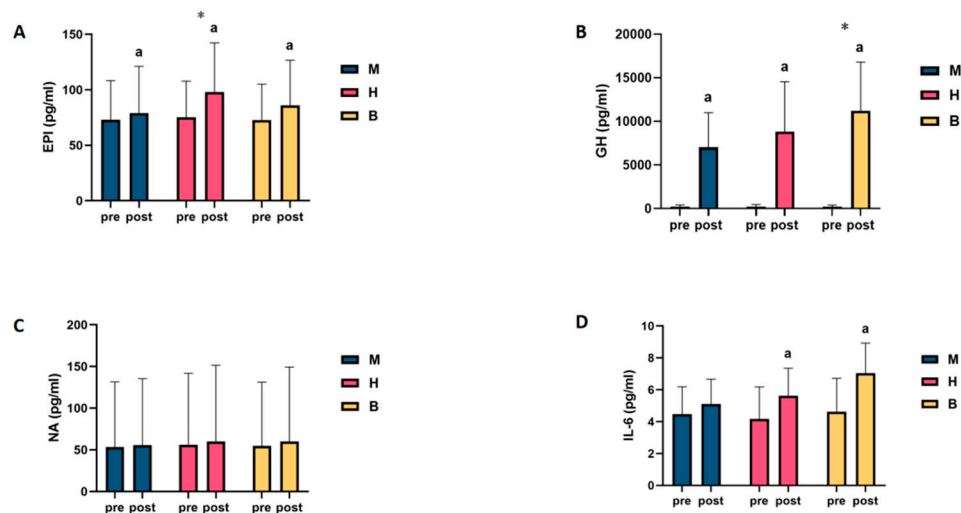 A
EPI (pg/ml)
150
100
50
0
*
a a a
pre post pre post pre post
M
H
B
B
GH (pg/ml)
20000
15000
10000
5000
0
*
a a a
pre post pre post pre post
M
H
B
C
NA (pg/ml)
200
150
100
50
0
pre post pre post pre post
M
H
B
D
IL-6 (pg/ml)
10
8
6
4
2
0
a a
pre post pre post pre post
M
H
B